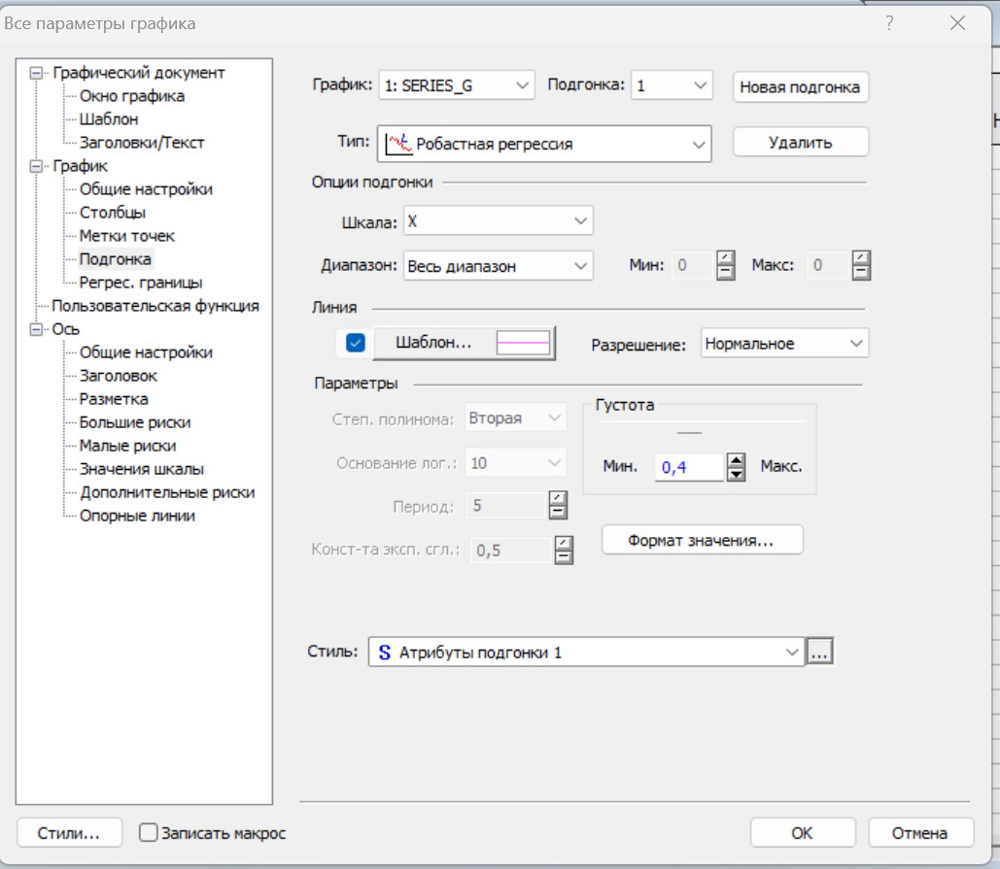 Все параметры графика ?
Графический документ
Окно графика
Шаблон
Заголовки/Текст
График
Общие настройки
Столбцы
Метки точек
Подгонка
Регрес. границы
Пользовательская функция
Ось
Общие настройки
Заголовок
Разметка
Большие риски
Малые риски
Значения шкалы
Дополнительные риски
Опорные линии
График: 1: SERIES_G Подгонка: 1 Новая подгонка
Тип: Робастная регрессия Удалить
Опции подгонки
Шкала: X
Диапазон: Весь диапазон Мин: 0 Макс: 0
Линия
Шаблон... Разрешение: Нормальное
Параметры
Степ. полинома: Вторая
Основание лог.: 10
Период: 5
Конст-та эксп. сгл.: 0,5
Густота
Мин. 0,4 Макс.
Формат значения...
Стиль: S Атрибуты подгонки 1 ...
Стили... Записать макрос OK Отмена